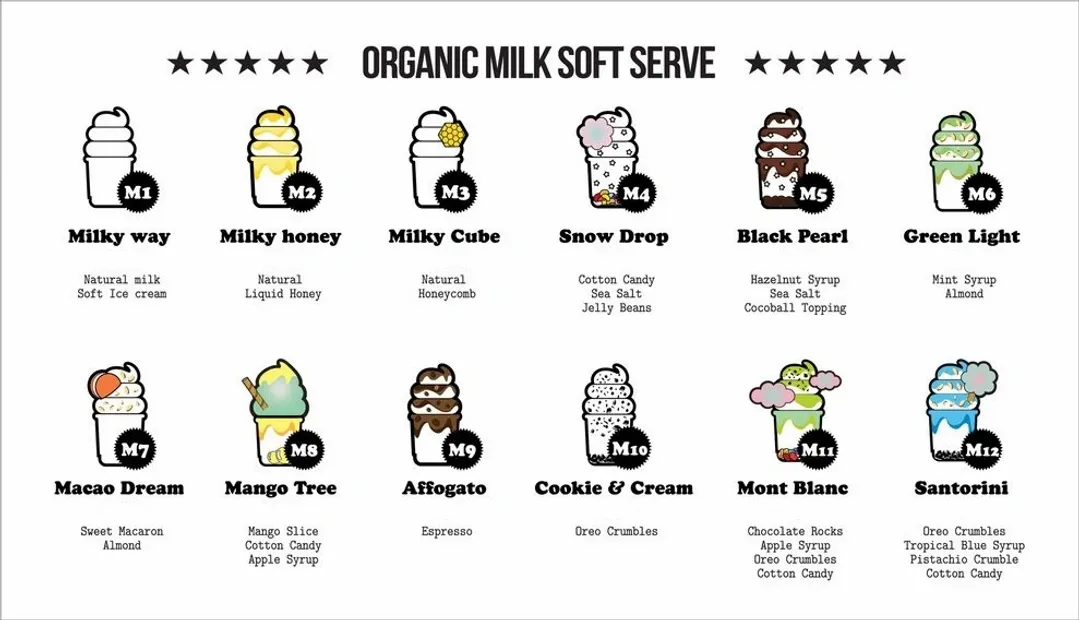 ORGANIC MILK SOFT SERVE
M1
M2
M3
M4
M5
M6
Milky way
Milky honey
Milky Cube
Snow Drop
Black Pearl
Green Light
Natural milk
Soft Ice cream
Natural
Liquid Honey
Natural
Honeycomb
Cotton Candy
Sea Salt
Jelly Beans
Hazelnut Syrup
Sea Salt
Cocoball Topping
Mint Syrup
Almond
M7
M8
M9
M10
M11
M12
Macao Dream
Mango Tree
Affogato
Cookie & Cream
Mont Blanc
Santorini
Sweet Macaron
Almond
Mango Slice
Cotton Candy
Apple Syrup
Espresso
Oreo Crumbles
Chocolate Rocks
Apple Syrup
Oreo Crumbles
Cotton Candy
Oreo Crumbles
Tropical Blue Syrup
Pistachio Crumble
Cotton Candy